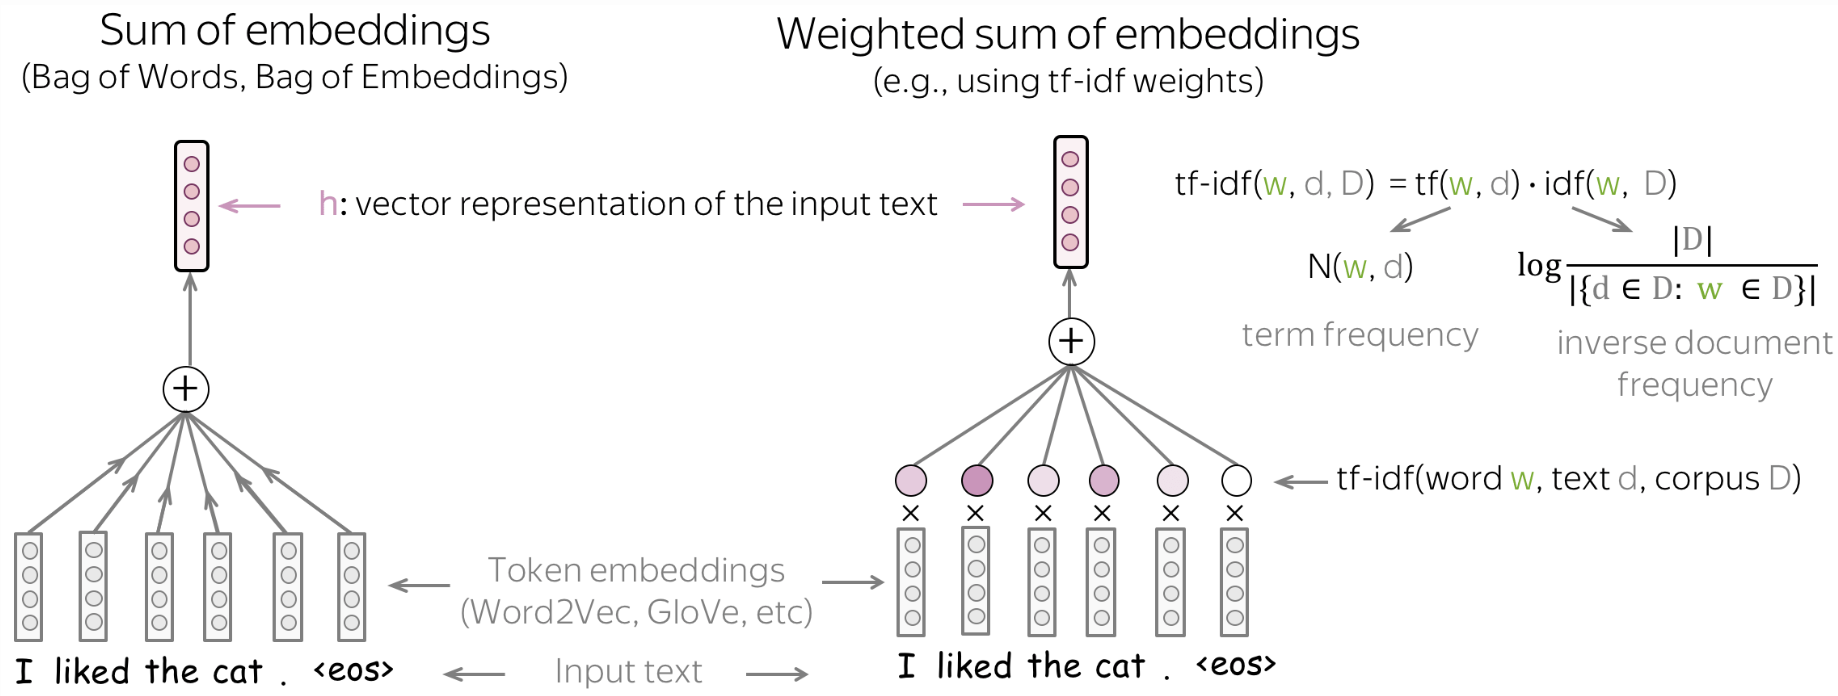 Sum of embeddings
(Bag of Words, Bag of Embeddings)
Weighted sum of embeddings
(e.g., using tf-idf weights)
h: vector representation of the input text
tf-idf(w, d, D) = tf(w, d) · idf(w, D)
N(w, d)
term frequency
log |D| / |{d ∈ D: w ∈ D}|
inverse document
frequency
+
+
tf-idf(word w, text d, corpus D)
× × × × × ×
Token embeddings
(Word2Vec, GloVe, etc)
I liked the cat . <eos>
Input text
I liked the cat . <eos>